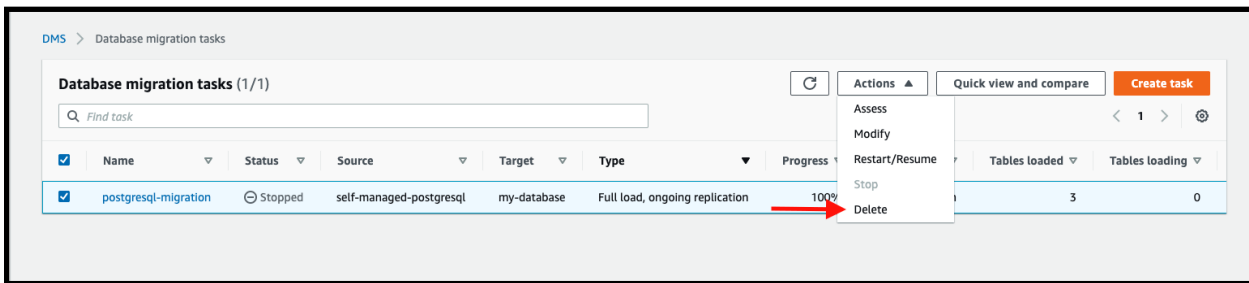 DMS > Database migration tasks
Database migration tasks (1/1)
Actions
Quick view and compare
Create task
Find task
1
Assess
Modify
Restart/Resume
Stop
Delete
Name Status Source Target Type Progress Tables loaded Tables loading
postgresql-migration Stopped self-managed-postgresql my-database Full load, ongoing replication 100% 3 0